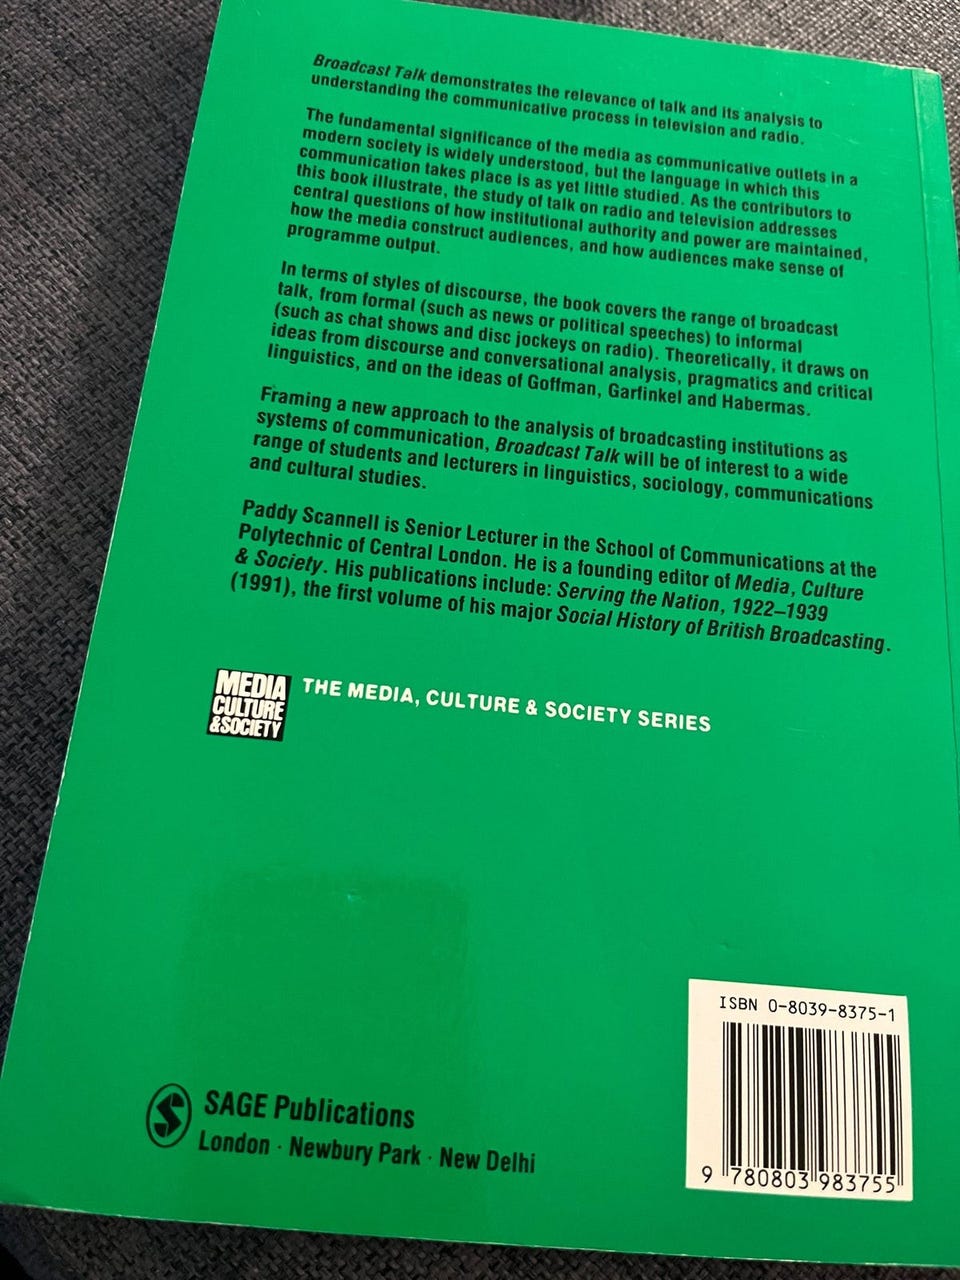 Broadcast Talk demonstrates the relevance of talk and its analysis to
understanding the communicative process in television and radio.
The fundamental significance of the media as communicative outlets in a
modern society is widely understood, but the language in which this
communication takes place is as yet little studied. As the contributors to
this book illustrate, the study of talk on radio and television addresses
central questions of how institutional authority and power are maintained,
how the media construct audiences, and how audiences make sense of
programme output.
In terms of styles of discourse, the book covers the range of broadcast
talk, from formal (such as news or political speeches) to informal
(such as chat shows and disc jockeys on radio). Theoretically, it draws on
ideas from discourse and conversational analysis, pragmatics and critical
linguistics, and on the ideas of Goffman, Garfinkel and Habermas.
Framing a new approach to the analysis of broadcasting institutions as
systems of communication, Broadcast Talk will be of interest to a wide
range of students and lecturers in linguistics, sociology, communications
and cultural studies.
Paddy Scannell is Senior Lecturer in the School of Communications at the
Polytechnic of Central London. He is a founding editor of Media, Culture
& Society. His publications include: Serving the Nation, 1922–1939
(1991), the first volume of his major Social History of British Broadcasting.
MEDIA
CULTURE
&SOCIETY
THE MEDIA, CULTURE & SOCIETY SERIES
ISBN 0-8039-8375-1
9 780803 983755
S
SAGE Publications
London · Newbury Park · New Delhi